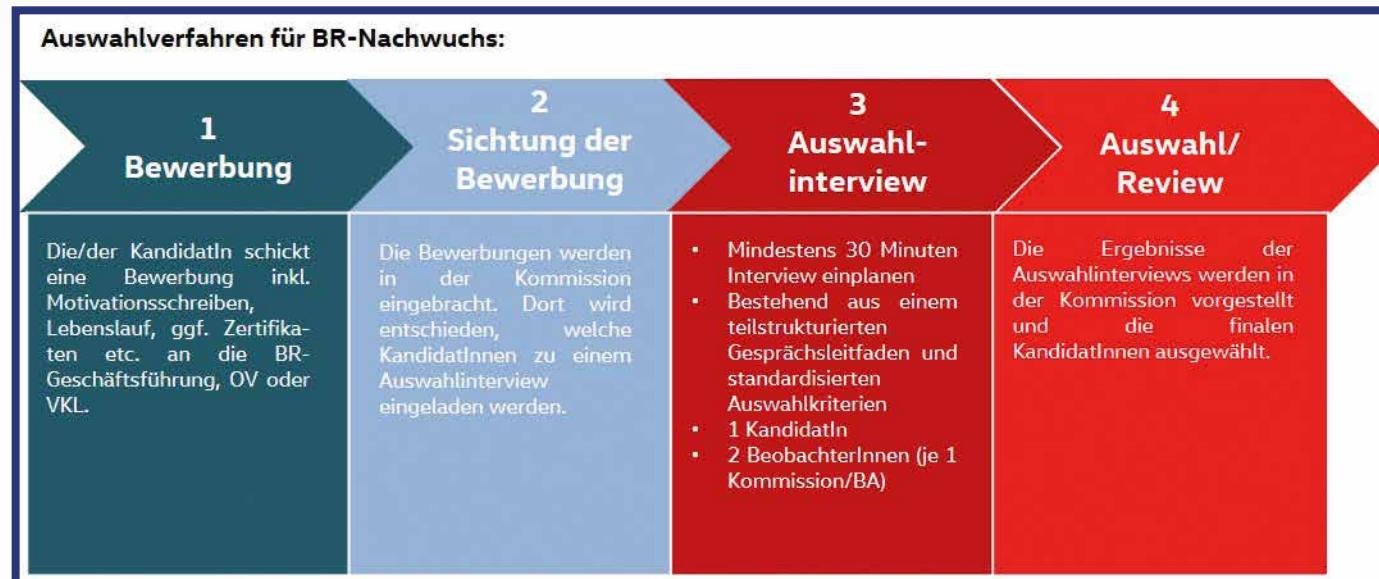 Auswahlverfahren für BR-Nachwuchs:
1
Bewerbung
2
Sichtung der
Bewerbung
3
Auswahl-
interview
4
Auswahl/
Review
Die/der KandidatIn schickt
eine Bewerbung inkl.
Motivationsschreiben,
Lebenslauf, ggf. Zertifika-
ten etc. an die BR-
Geschäftsführung, OV oder
VKL.
Die Bewerbungen werden
in der Kommission
eingebracht. Dort wird
entschieden, welche
KandidatInnen zu einem
Auswahlinterview
eingeladen werden.
• Mindestens 30 Minuten
Interview einplanen
• Bestehend aus einem
teilstrukturierten
Gesprächsleitfaden und
standardisierten
Auswahlkriterien
• 1 KandidatIn
• 2 BeobachterInnen (je 1
Kommission/BA)
Die Ergebnisse der
Auswahlinterviews werden in
der Kommission vorgestellt
und die finalen
KandidatInnen ausgewählt.